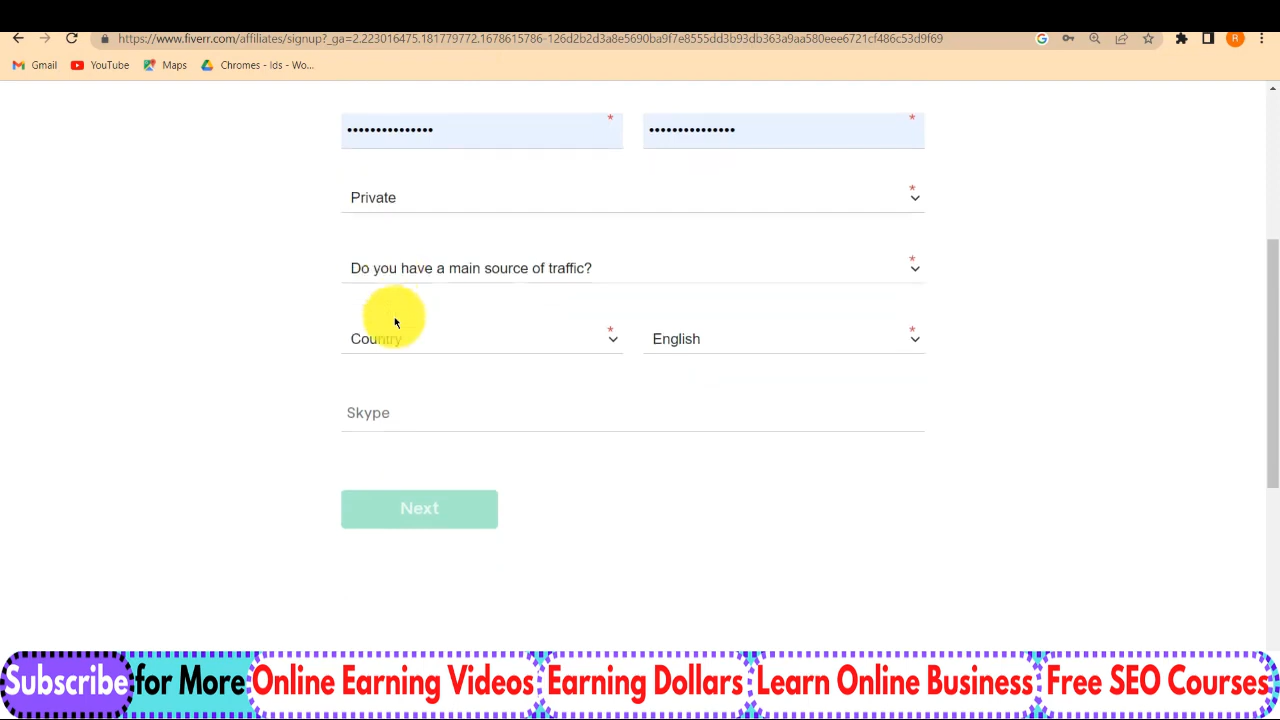 https://www.fiverr.com/affiliates/signup?_ga=2.223016475.181779772.1678615786-126d2b2d3a8e5690ba9f7e8555dd3b93db363a9aa580eee6721cf486c53d9f69
R
Gmail YouTube Maps Chromes - Ids - Wo...
•••••••••••••• * •••••••••••••• *
Private *
Do you have a main source of traffic? *
Country * English *
Skype
Next
Subscribe for More Online Earning Videos Earning Dollars Learn Online Business Free SEO Courses